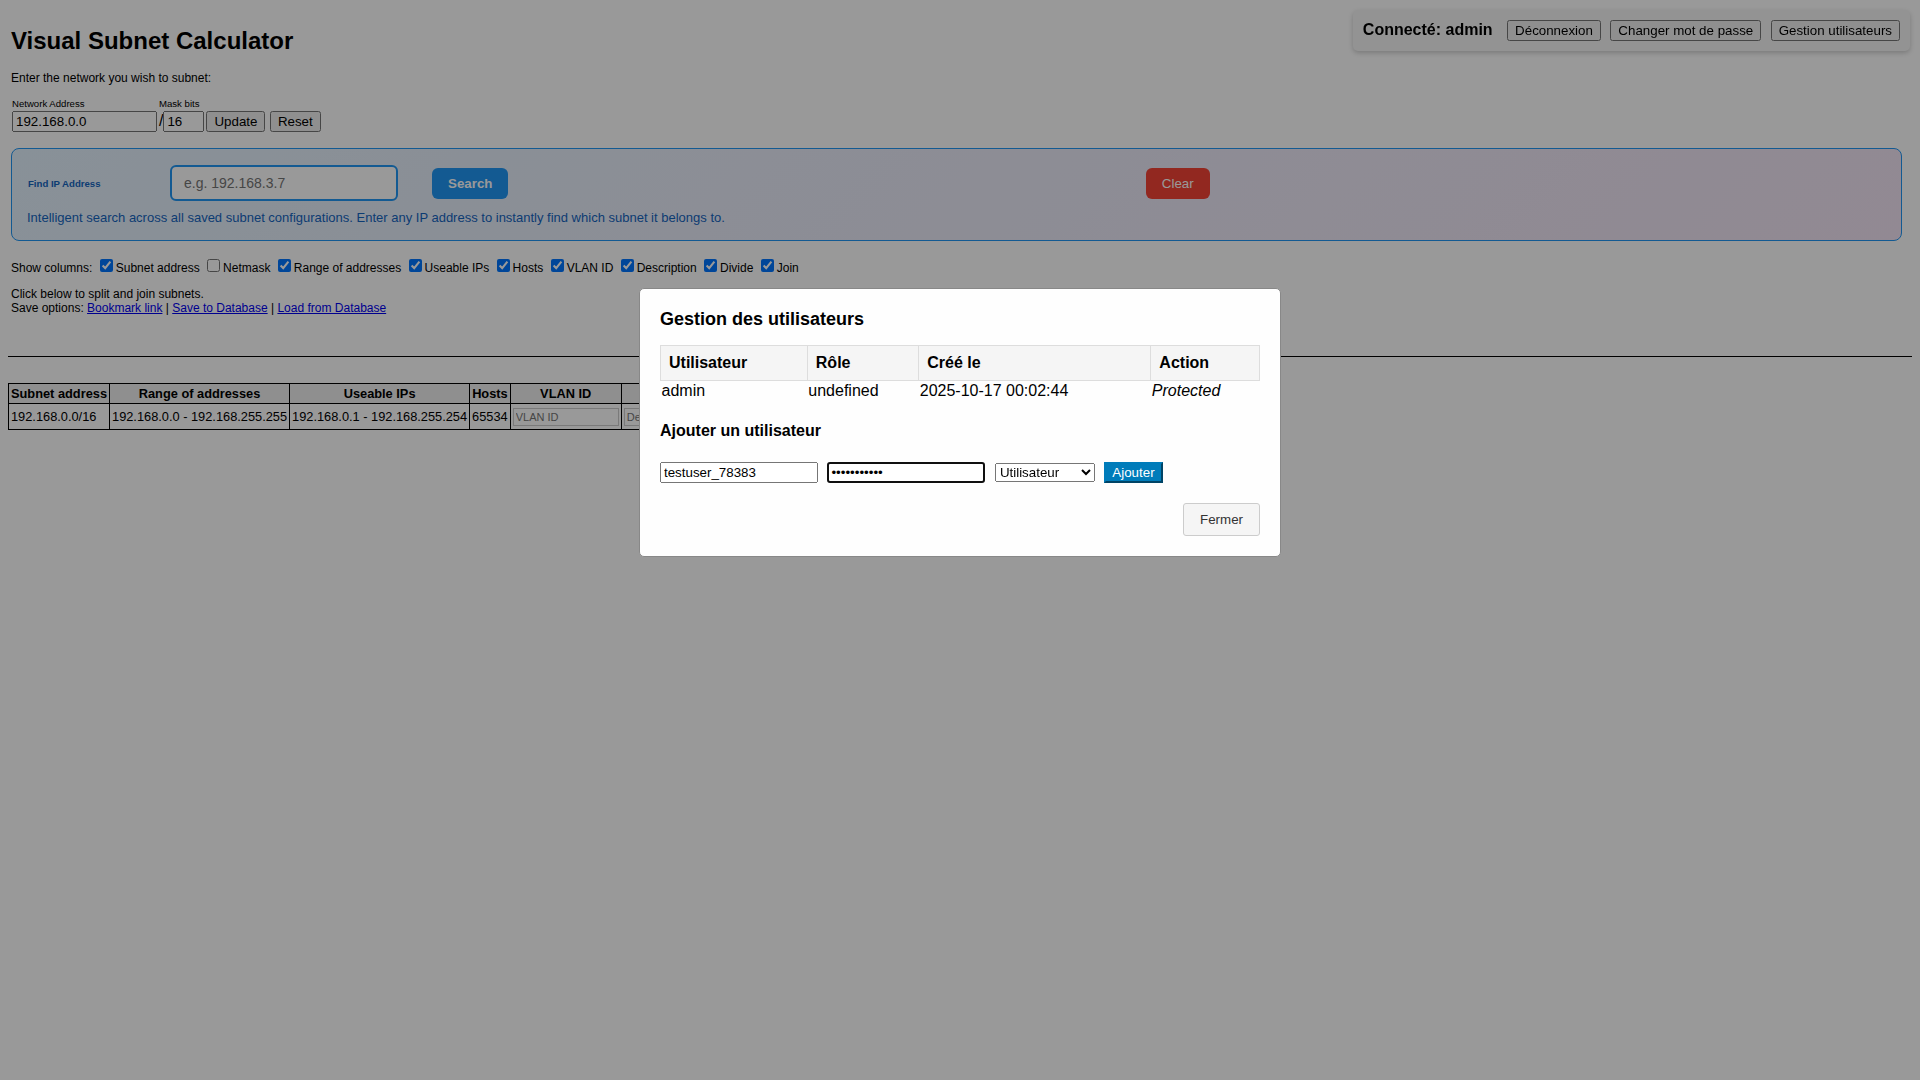 Visual Subnet Calculator
Connecté: admin Déconnexion Changer mot de passe Gestion utilisateurs
Enter the network you wish to subnet:
Network Address Mask bits
192.168.0.0 / 16 Update Reset
Find IP Address e.g. 192.168.3.7 Search Clear
Intelligent search across all saved subnet configurations. Enter any IP address to instantly find which subnet it belongs to.
Show columns: Subnet address Netmask Range of addresses Useable IPs Hosts VLAN ID Description Divide Join
Click below to split and join subnets.
Save options: Bookmark link | Save to Database | Load from Database
Subnet address Range of addresses Useable IPs Hosts VLAN ID
192.168.0.0/16 192.168.0.0 - 192.168.255.255 192.168.0.1 - 192.168.255.254 65534 VLAN ID De
Gestion des utilisateurs
Utilisateur Rôle Créé le Action
admin undefined 2025-10-17 00:02:44 Protected
Ajouter un utilisateur
testuser_78383 ••••••••••• Utilisateur Ajouter
Fermer